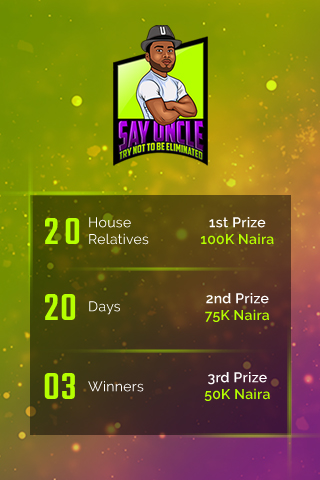 SAY UNCLE
TRY NOT TO BE ELIMINATED
20 House Relatives
1st Prize
100K Naira
20 Days
2nd Prize
75K Naira
03 Winners
3rd Prize
50K Naira